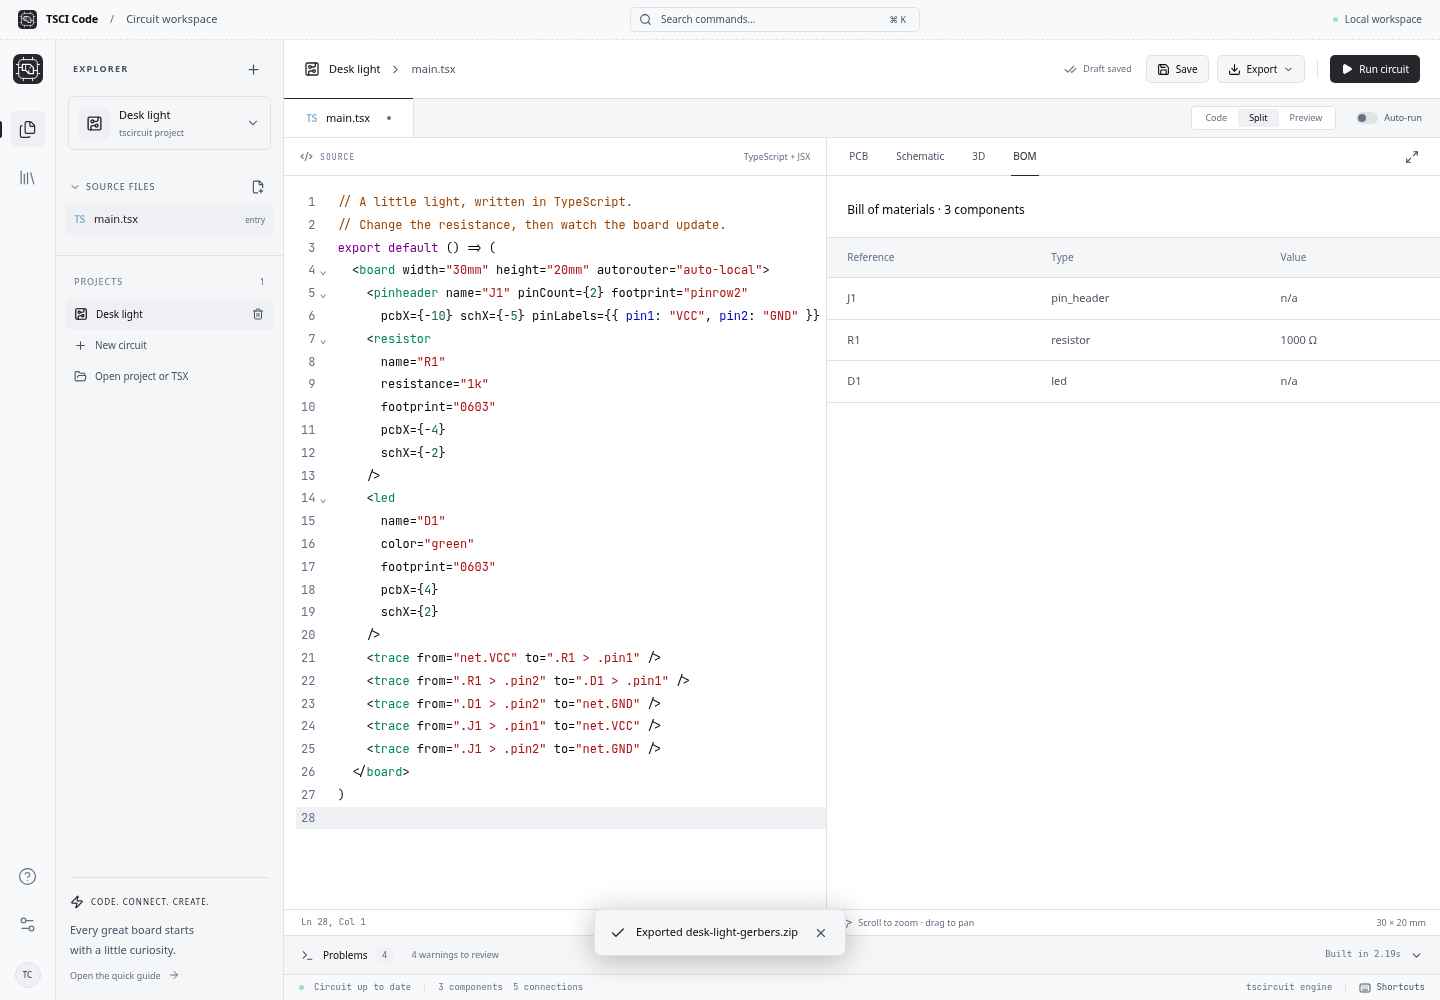 TSCI Code / Circuit workspace
Search commands... ⌘ K
Local workspace
EXPLORER
Desk light
tscircuit project
SOURCE FILES
TS main.tsx entry
PROJECTS 1
Desk light
New circuit
Open project or TSX
CODE. CONNECT. CREATE.
Every great board starts
with a little curiosity.
Open the quick guide
TC
Desk light > main.tsx
Draft saved
Save
Export
Run circuit
TS main.tsx
Code Split Preview
Auto-run
</> SOURCE
TypeScript + JSX
1 // A little light, written in TypeScript.
2 // Change the resistance, then watch the board update.
3 export default () => (
4 <board width="30mm" height="20mm" autorouter="auto-local">
5 <pinheader name="J1" pinCount={2} footprint="pinrow2"
6 pcbX={-10} schX={-5} pinLabels={{ pin1: "VCC", pin2: "GND" }}
7 <resistor
8 name="R1"
9 resistance="1k"
10 footprint="0603"
11 pcbX={-4}
12 schX={-2}
13 />
14 <led
15 name="D1"
16 color="green"
17 footprint="0603"
18 pcbX={4}
19 schX={2}
20 />
21 <trace from="net.VCC" to=".R1 > .pin1" />
22 <trace from=".R1 > .pin2" to=".D1 > .pin1" />
23 <trace from=".D1 > .pin2" to="net.GND" />
24 <trace from=".J1 > .pin1" to="net.VCC" />
25 <trace from=".J1 > .pin2" to="net.GND" />
26 </board>
27 )
28
Ln 28, Col 1
PCB Schematic 3D BOM
Bill of materials · 3 components
Reference Type Value
J1 pin_header n/a
R1 resistor 1000 Ω
D1 led n/a
Scroll to zoom · drag to pan
30 × 20 mm
Exported desk-light-gerbers.zip
Problems 4 4 warnings to review
Built in 2.19s
Circuit up to date 3 components 5 connections
tscircuit engine
Shortcuts